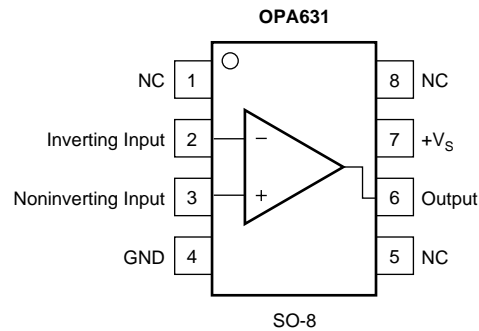 OPA631
NC 1 8 NC
Inverting Input 2 − 7 +VS
Noninverting Input 3 + 6 Output
GND 4 5 NC
SO-8